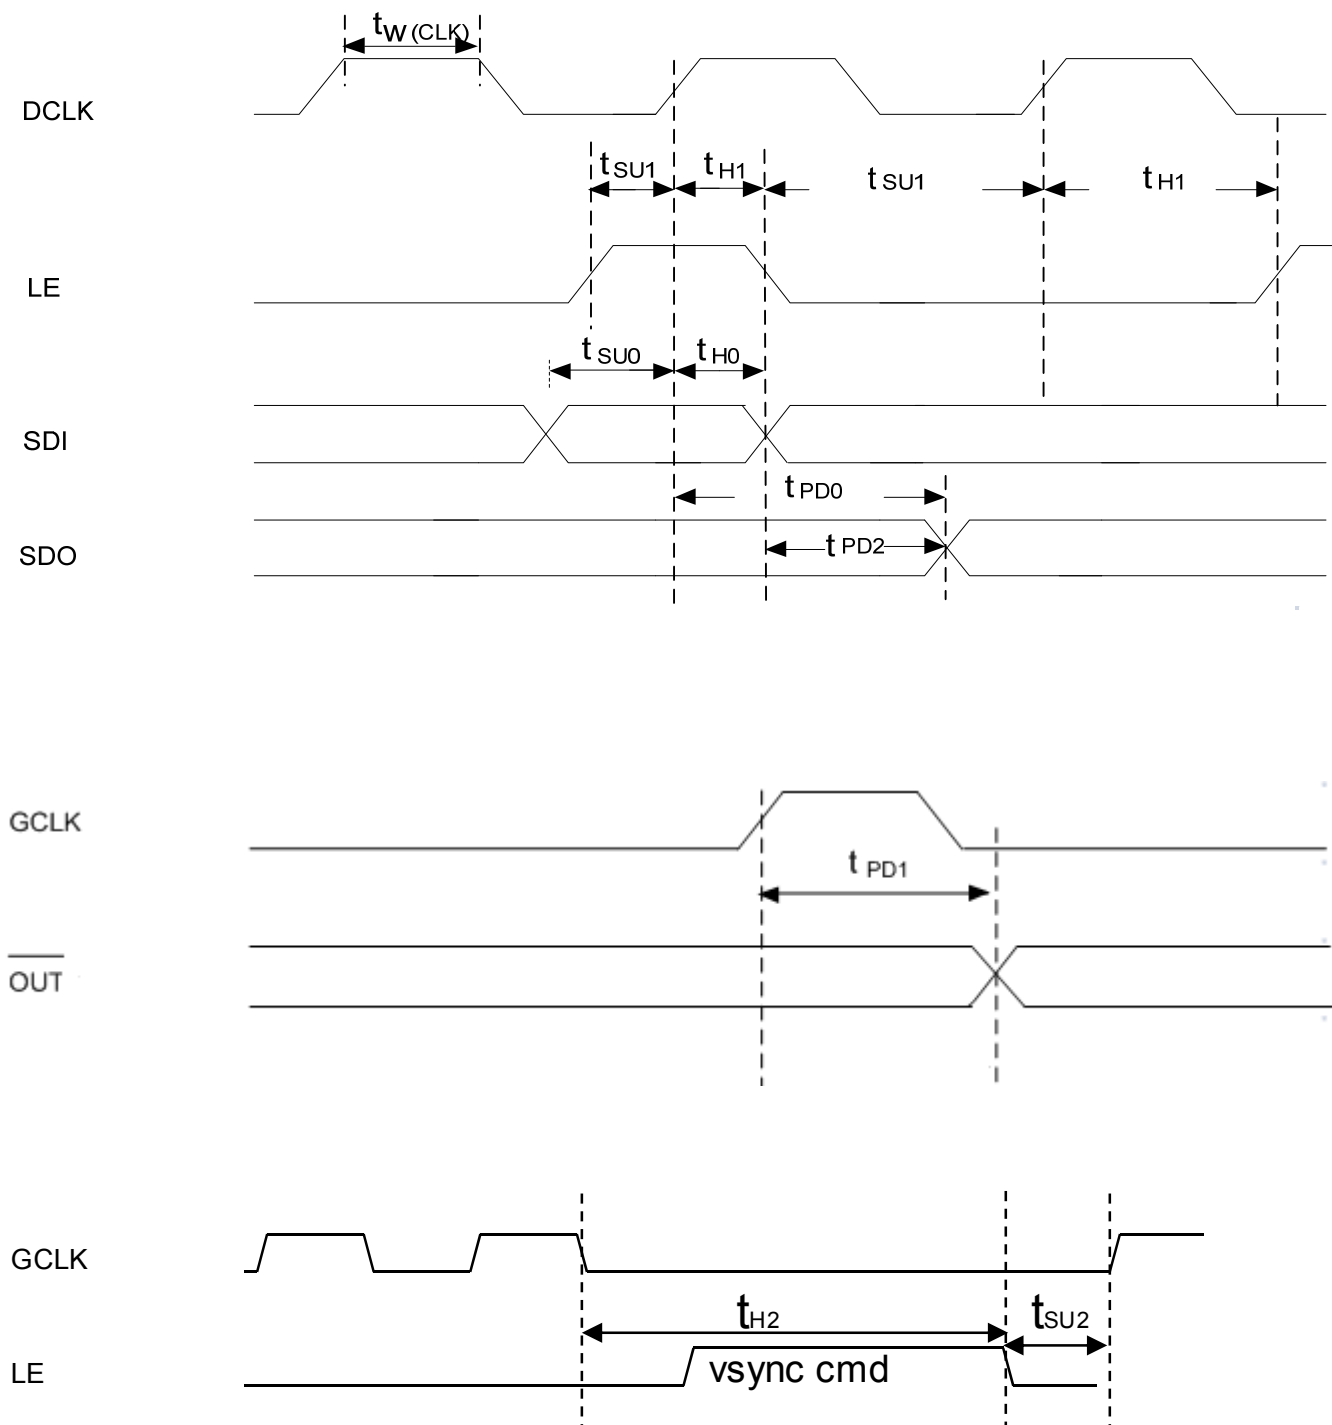 tW(CLK)
DCLK
tSU1 tH1 tSU1 tH1
LE
tSU0 tH0
SDI
tPD0
SDO tPD2
GCLK
tPD1
OUT
GCLK
tH2 tSU2
LE vsync cmd